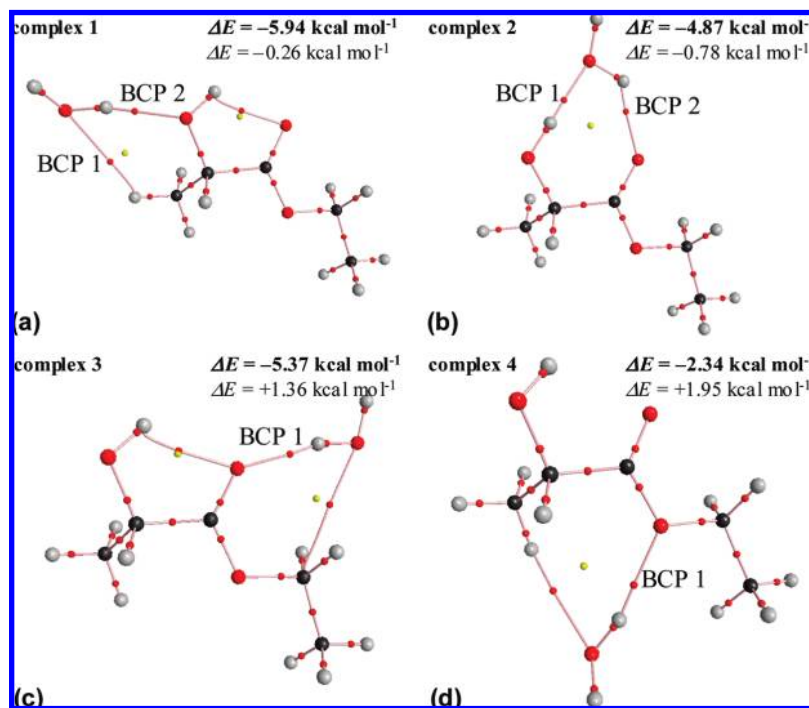 complex 1
ΔE = –5.94 kcal mol⁻¹
ΔE = –0.26 kcal mol⁻¹
BCP 2
BCP 1
(a)
complex 2
ΔE = –4.87 kcal mol⁻¹
ΔE = –0.78 kcal mol⁻¹
BCP 1
BCP 2
(b)
complex 3
ΔE = –5.37 kcal mol⁻¹
ΔE = +1.36 kcal mol⁻¹
BCP 1
(c)
complex 4
ΔE = –2.34 kcal mol⁻¹
ΔE = +1.95 kcal mol⁻¹
BCP 1
(d)